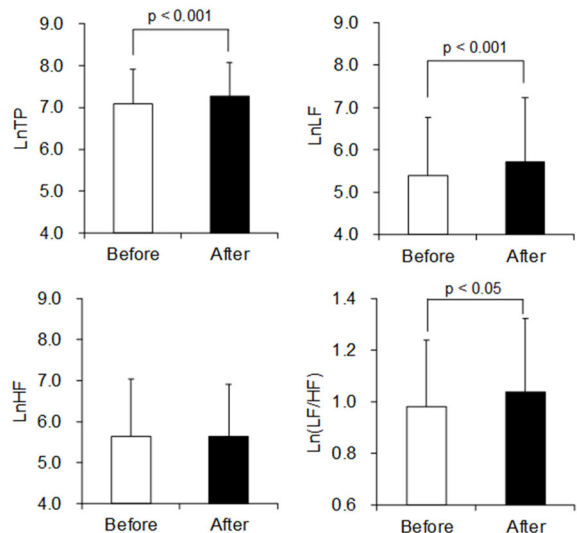 p < 0.001
9.0
8.0
7.0
6.0
5.0
4.0
LnTP
Before After
p < 0.001
9.0
8.0
7.0
6.0
5.0
4.0
LnLF
Before After
9.0
8.0
7.0
6.0
5.0
4.0
LnHF
Before After
p < 0.05
1.4
1.2
1.0
0.8
0.6
Ln(LF/HF)
Before After